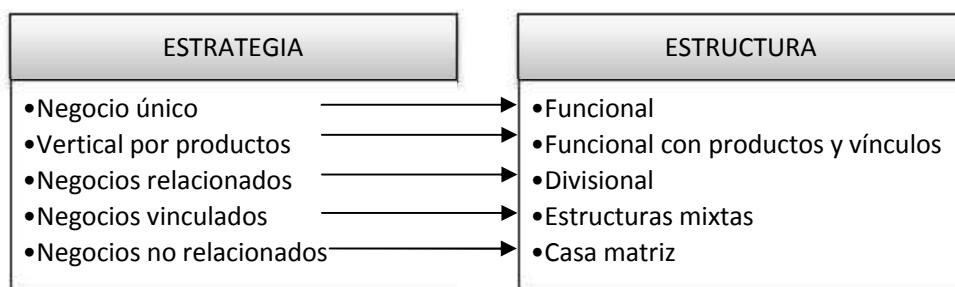 ESTRATEGIA
•Negocio único
•Vertical por productos
•Negocios relacionados
•Negocios vinculados
•Negocios no relacionados
ESTRUCTURA
•Funcional
•Funcional con productos y vínculos
•Divisional
•Estructuras mixtas
•Casa matriz